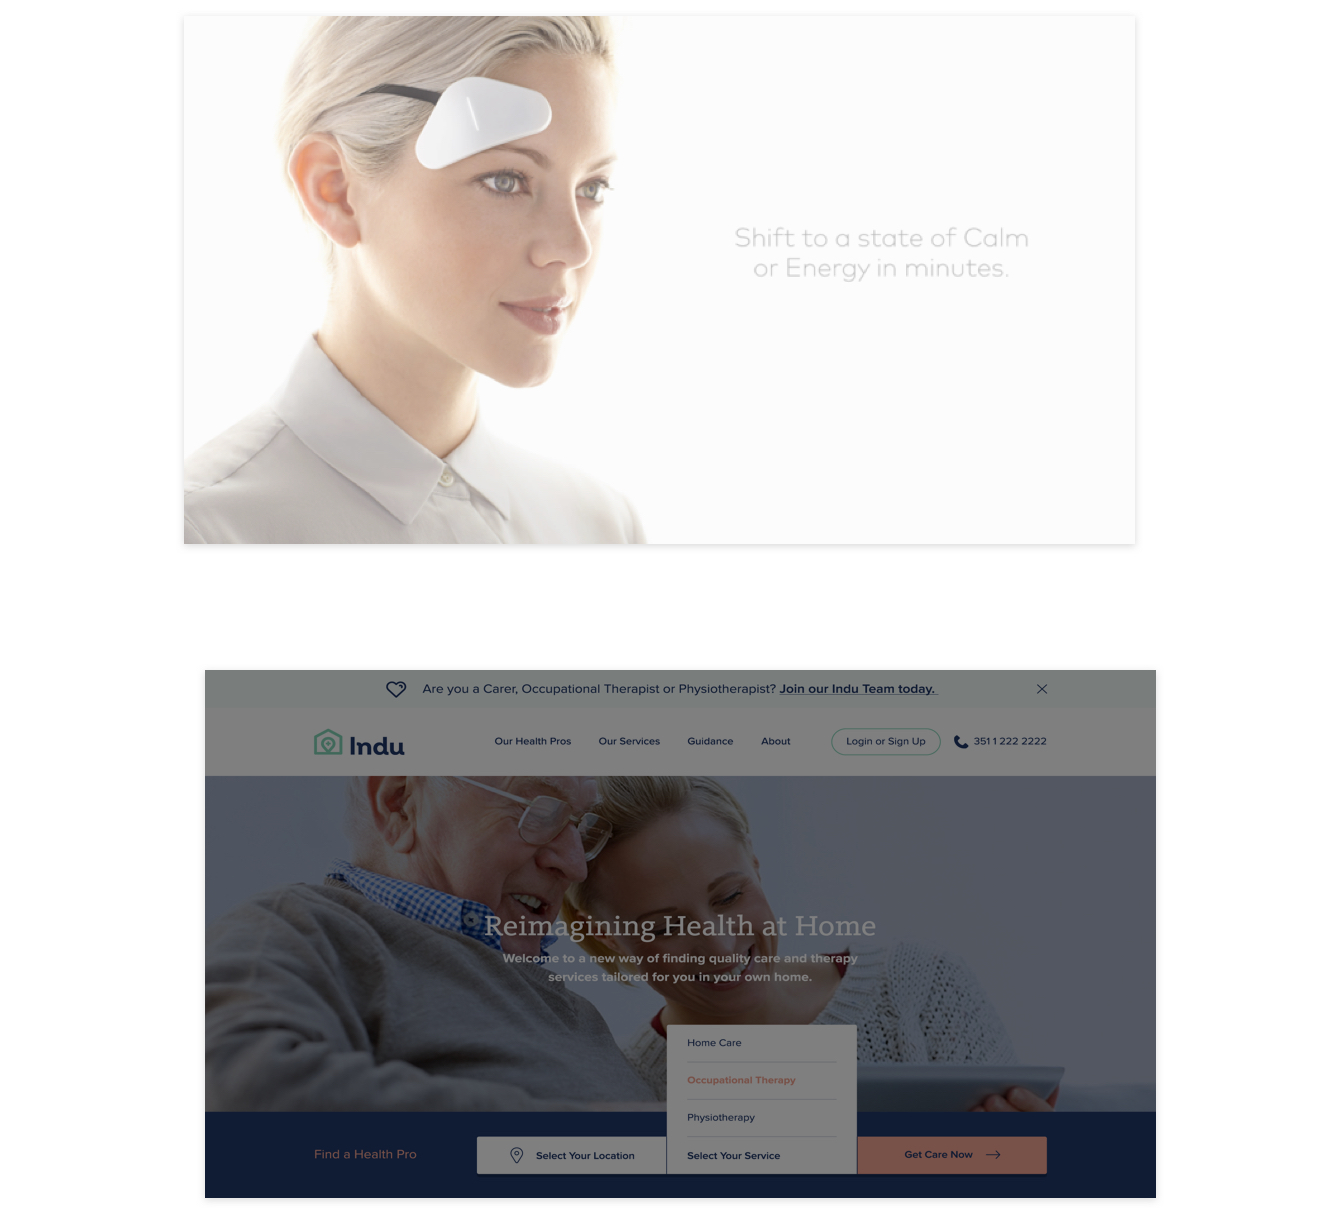 Shift to a state of Calm
or Energy in minutes.
Are you a Carer, Occupational Therapist or Physiotherapist? Join our Indu Team today.
Indu
Our Health Pros
Our Services
Guidance
About
Login or Sign Up
351 1 222 2222
Reimagining Health at Home
Welcome to a new way of finding quality care and therapy
services tailored for you in your own home.
Home Care
Occupational Therapy
Physiotherapy
Find a Health Pro
Select Your Location
Select Your Service
Get Care Now